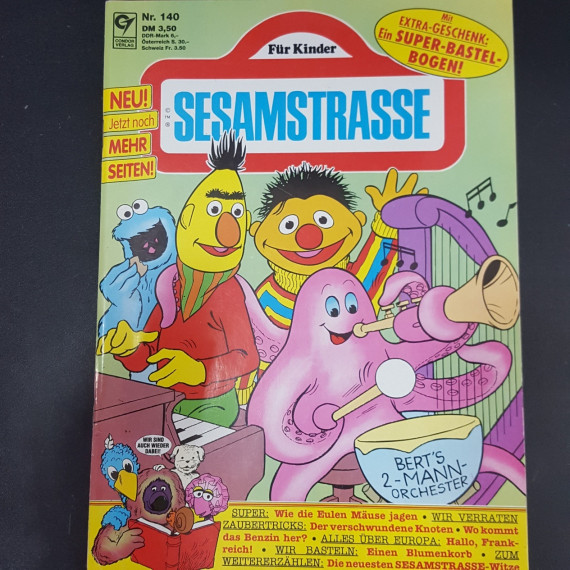 CONDOR
VERLAG
Nr. 140
DM 3,50
DDR-Mark 6,-
Österreich S 30,-
Schweiz Fr. 3,50
Mit
EXTRA-GESCHENK:
Ein SUPER-BASTEL-
BOGEN!
Für Kinder
SESAMSTRASSE
NEU!
Jetzt noch
MEHR
SEITEN!
BERT'S
2-MANN-
ORCHESTER
WIR SIND
AUCH WIEDER
DABEI!
SUPER: Wie die Eulen Mäuse jagen • WIR VERRATEN
ZAUBERTRICKS: Der verschwundene Knoten • Wo kommt
das Benzin her? • ALLES ÜBER EUROPA: Hallo, Frank-
reich! • WIR BASTELN: Einen Blumenkorb • ZUM
WEITERERZÄHLEN: Die neuesten SESAMSTRASSE-Witze